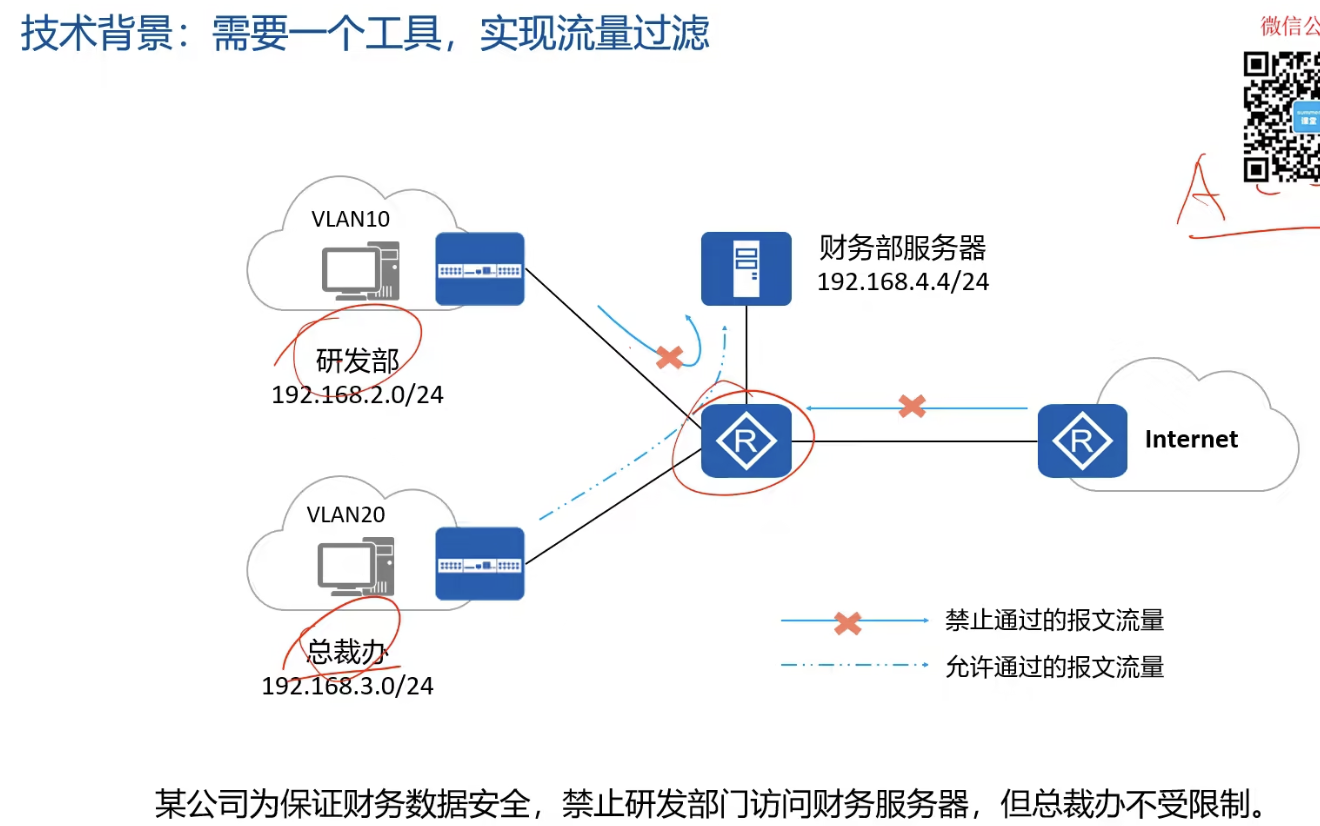 技术背景：需要一个工具，实现流量过滤
微信公
A
VLAN10
财务部服务器
192.168.4.4/24
研发部
192.168.2.0/24
R
R
Internet
VLAN20
总裁办
192.168.3.0/24
禁止通过的报文流量
允许通过的报文流量
某公司为保证财务数据安全，禁止研发部门访问财务服务器，但总裁办不受限制。